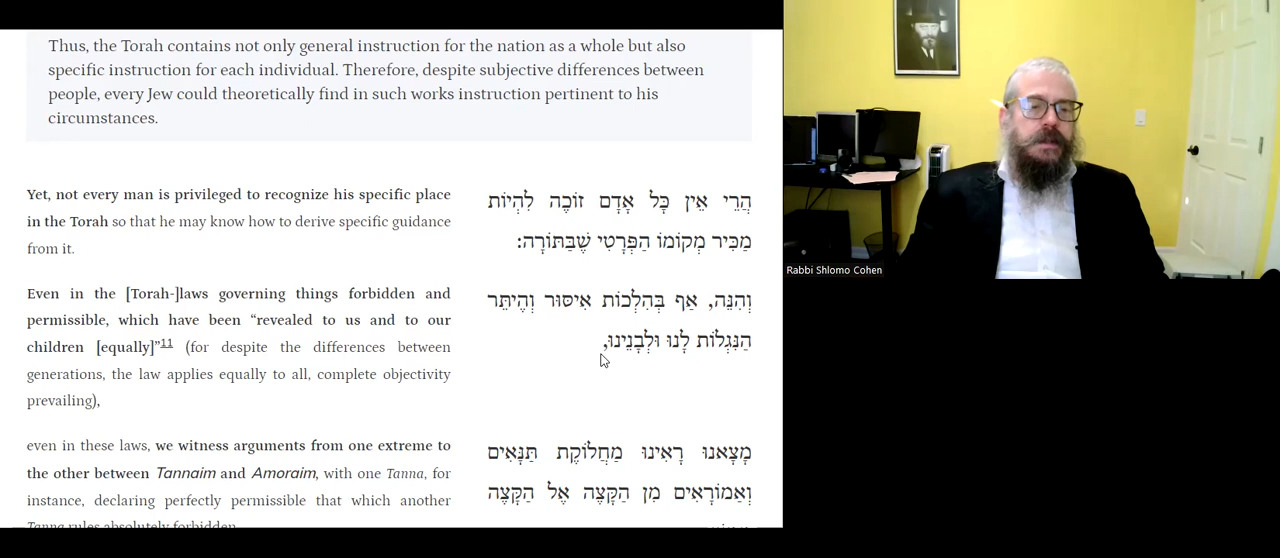 Thus, the Torah contains not only general instruction for the nation as a whole but also
specific instruction for each individual. Therefore, despite subjective differences between
people, every Jew could theoretically find in such works instruction pertinent to his
circumstances.
Yet, not every man is privileged to recognize his specific place
in the Torah so that he may know how to derive specific guidance
from it.
הֲרֵי אֵין כָּל אָדָם זוֹכֶה לִהְיוֹת
מַכִּיר מְקוֹמוֹ הַפְּרָטִי שֶׁבַּתּוֹרָה:
Even in the [Torah-]laws governing things forbidden and
permissible, which have been “revealed to us and to our
children [equally]”11 (for despite the differences between
generations, the law applies equally to all, complete objectivity
prevailing),
וְהִנֵּה, אַף בְּהִלְכוֹת אִיסּוּר וְהֶיתֵּר
הַנִּגְלוֹת לָנוּ וּלְבָנֵינוּ,
even in these laws, we witness arguments from one extreme to
the other between Tannaim and Amoraim, with one Tanna, for
instance, declaring perfectly permissible that which another
Tanna rules absolutely forbidden.
מָצָאנוּ רָאִינוּ מַחֲלוֹקֶת תַּנָּאִים
וְאֲמוֹרָאִים מִן הַקָּצֶה אֶל הַקָּצֶה
Rabbi Shlomo Cohen